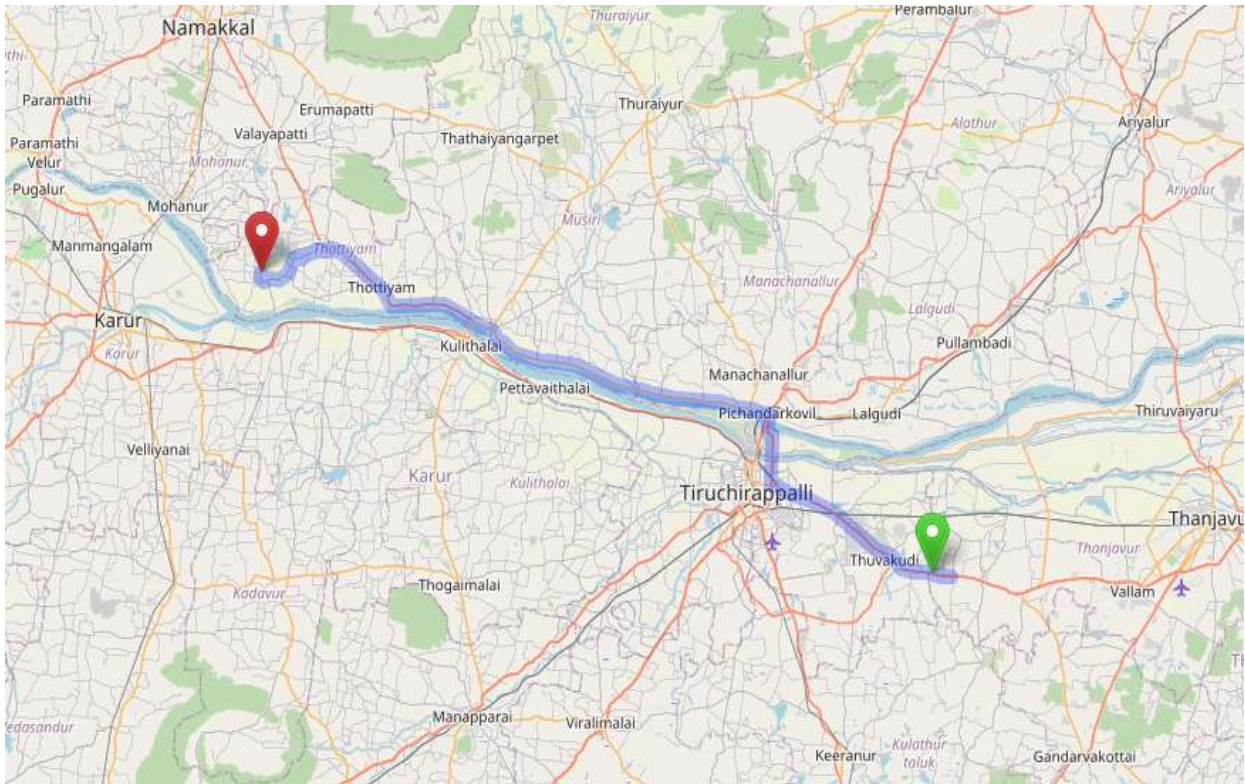 Namakkal
Perambalur
Thuraiyur
Paramathi
Erumapatti
Thuraiyur
Valayapatti
Thathaiyangarpet
Alathur
Ariyalur
Paramathi
Velur
Mohanur
Pugalur
Mohanur
Musiri
Ariyalur
Manmangalam
Thottiyam
Thottiyam
Manachanallur
Lalgudi
Karur
Karur
Kulithalai
Pullambadi
Manachanallur
Pettavaithalai
Pichandarkovil
Lalgudi
Thiruvaiyaru
Velliyanai
Karur
Kulithalai
Tiruchirappalli
Thanjavu
Thuvakudi
Thanjavur
Thogaimalai
Kadavur
Vallam
Manapparai
Viralimalai
Keeranur
Kulathur
taluk
Gandarvakottai
edasandur